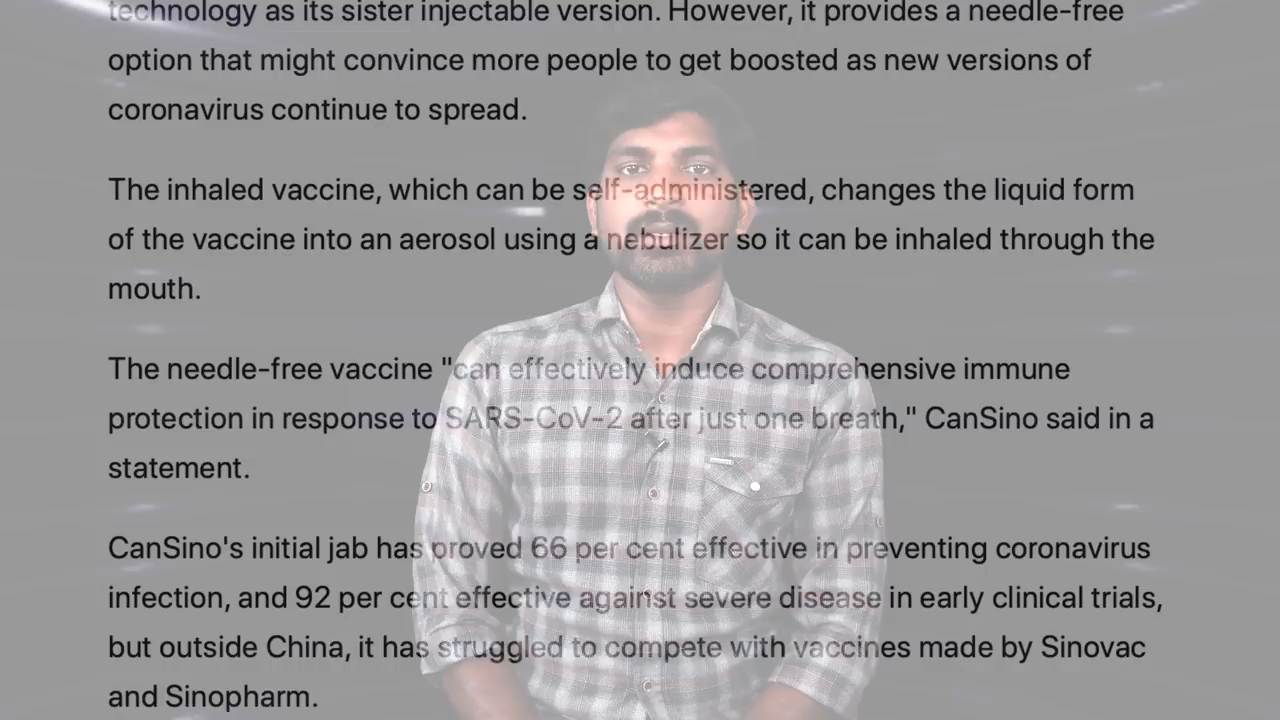 technology as its sister injectable version. However, it provides a needle-free
option that might convince more people to get boosted as new versions of
coronavirus continue to spread.
The inhaled vaccine, which can be self-administered, changes the liquid form
of the vaccine into an aerosol using a nebulizer so it can be inhaled through the
mouth.
The needle-free vaccine "can effectively induce comprehensive immune
protection in response to SARS-CoV-2 after just one breath," CanSino said in a
statement.
CanSino's initial jab has proved 66 per cent effective in preventing coronavirus
infection, and 92 per cent effective against severe disease in early clinical trials,
but outside China, it has struggled to compete with vaccines made by Sinovac
and Sinopharm.